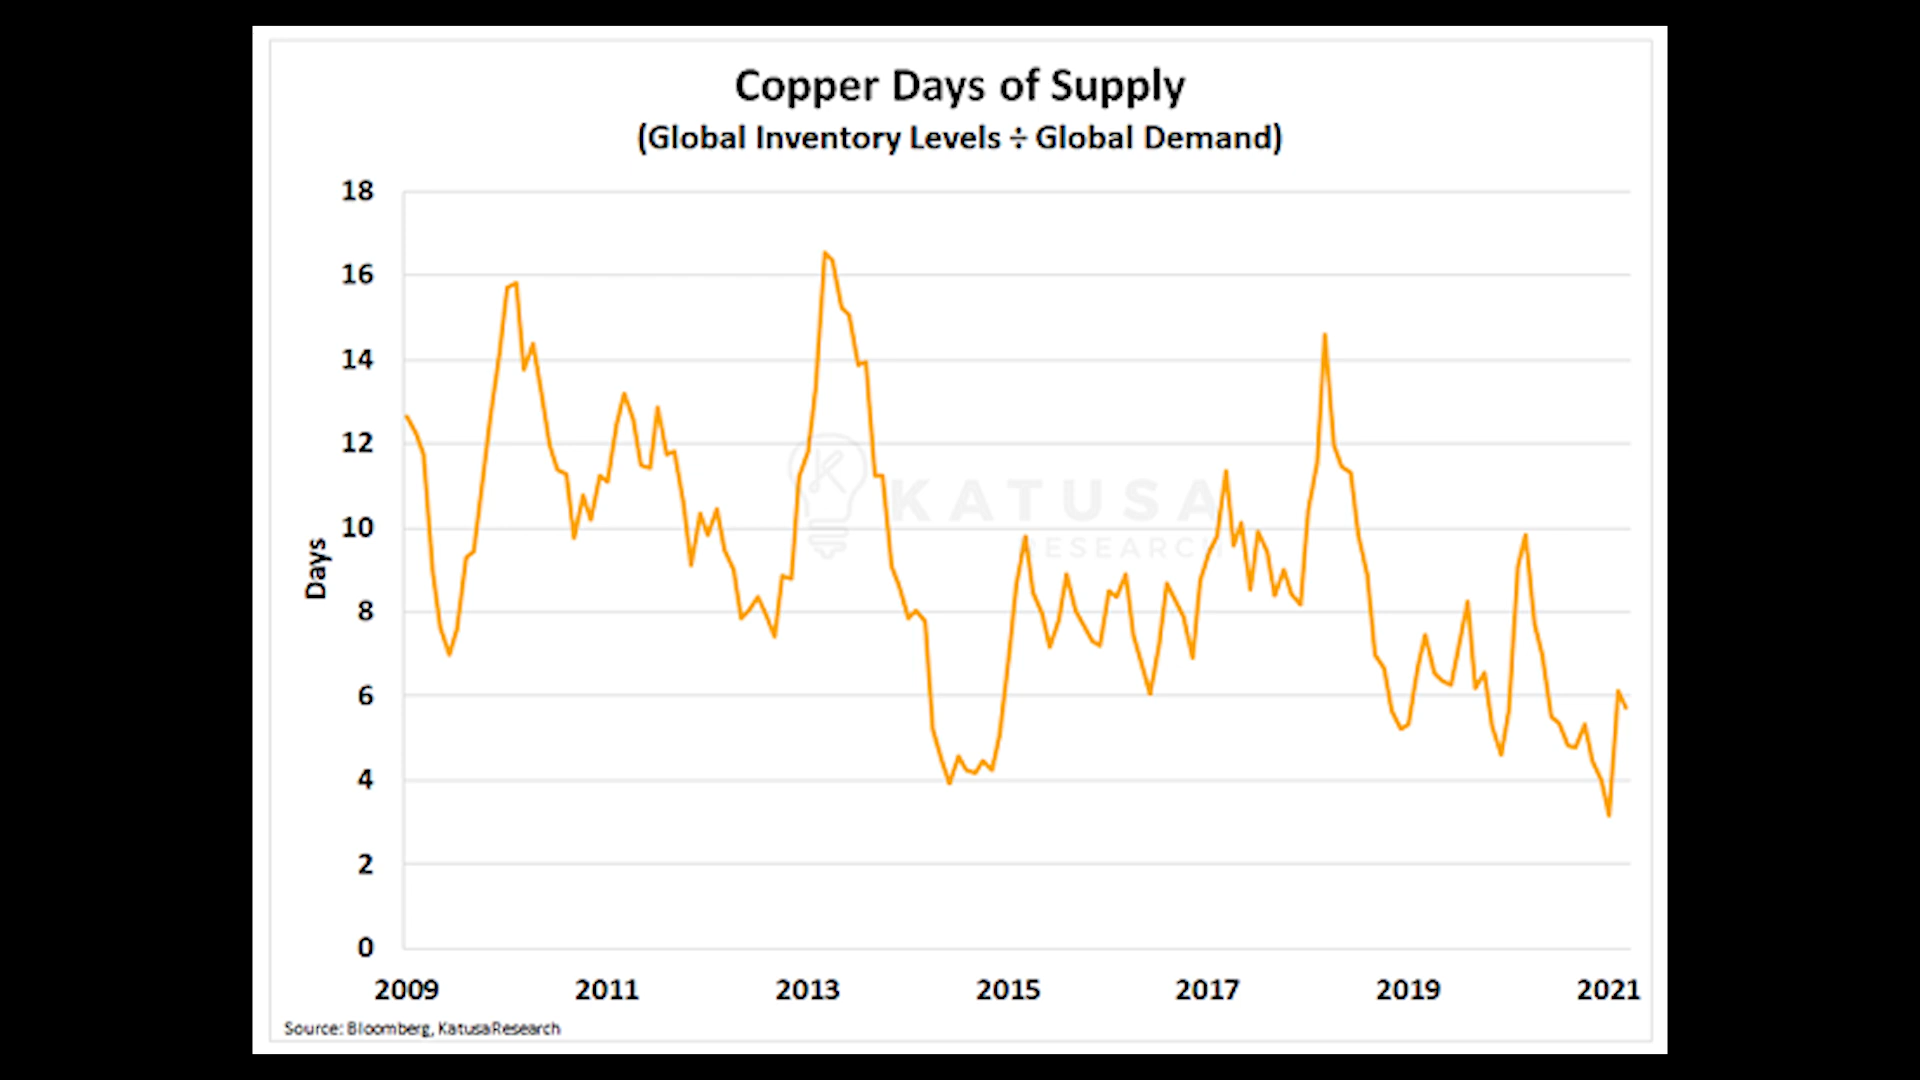 Copper Days of Supply
(Global Inventory Levels ÷ Global Demand)
18
16
14
12
10
8
6
4
2
0
Days
KATUSA
RESEARCH
2009 2011 2013 2015 2017 2019 2021
Source: Bloomberg, KatusaResearch